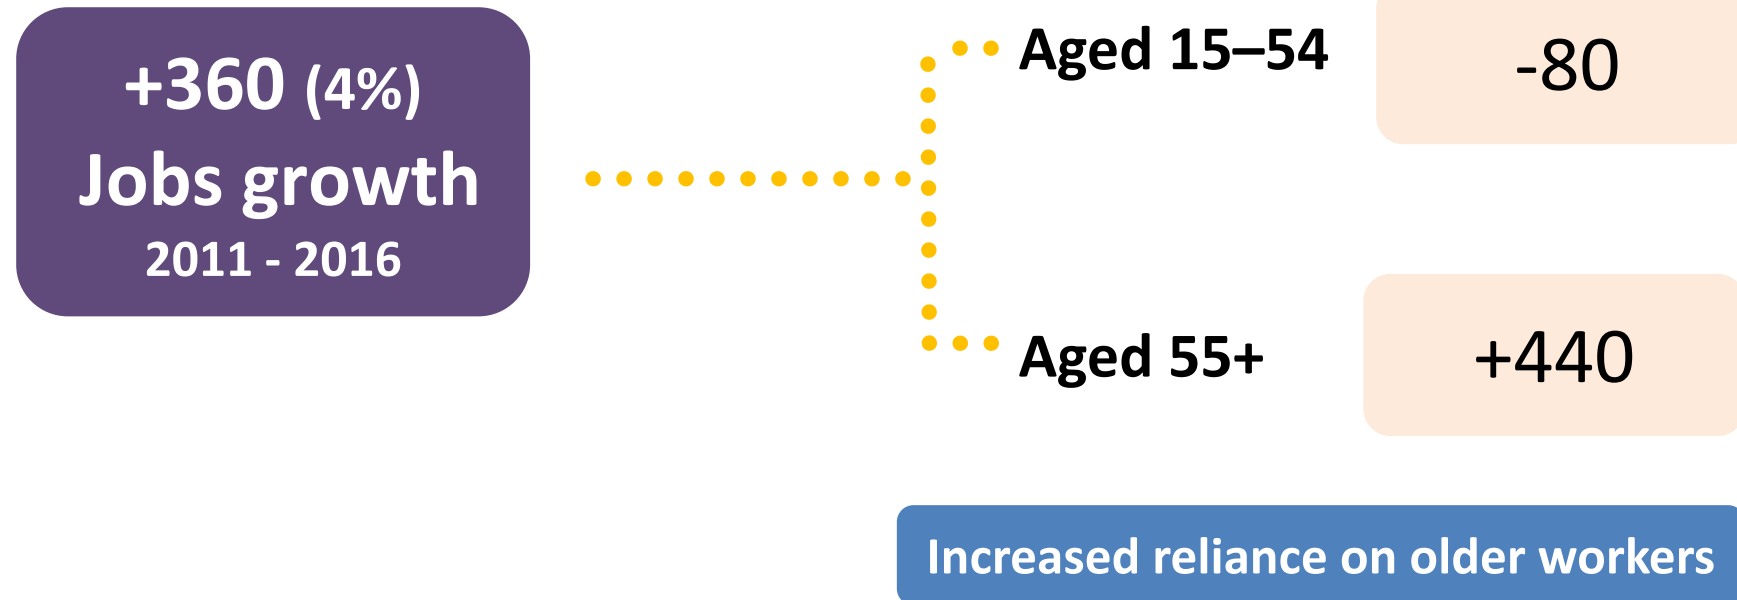 +360 (4%)
Jobs growth
2011 - 2016
Aged 15–54
-80
Aged 55+
+440
Increased reliance on older workers